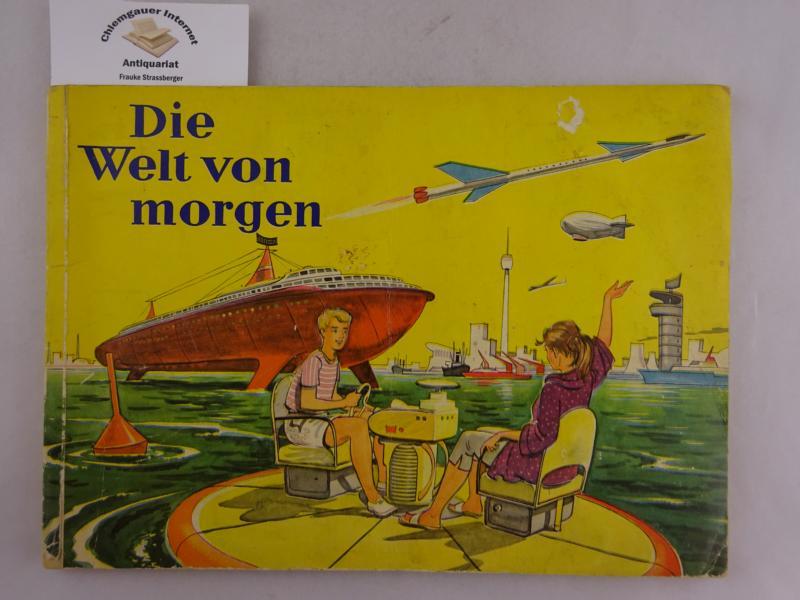 Chiemgauer Internet
Antiquariat
Frauke Strassberger
Die
Welt von
morgen